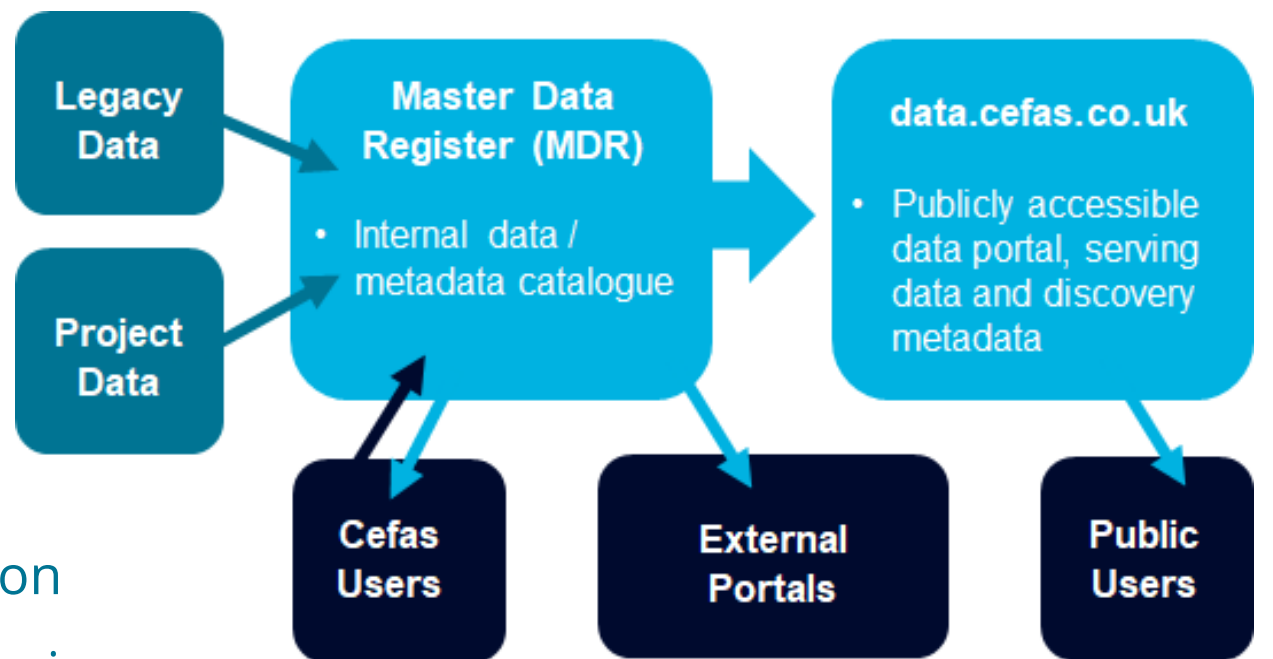 Legacy
Data
Master Data
Register (MDR)
• Internal data /
metadata catalogue
data.cefas.co.uk
• Publicly accessible
data portal, serving
data and discovery
metadata
Project
Data
Cefas
Users
External
Portals
Public
Users
on